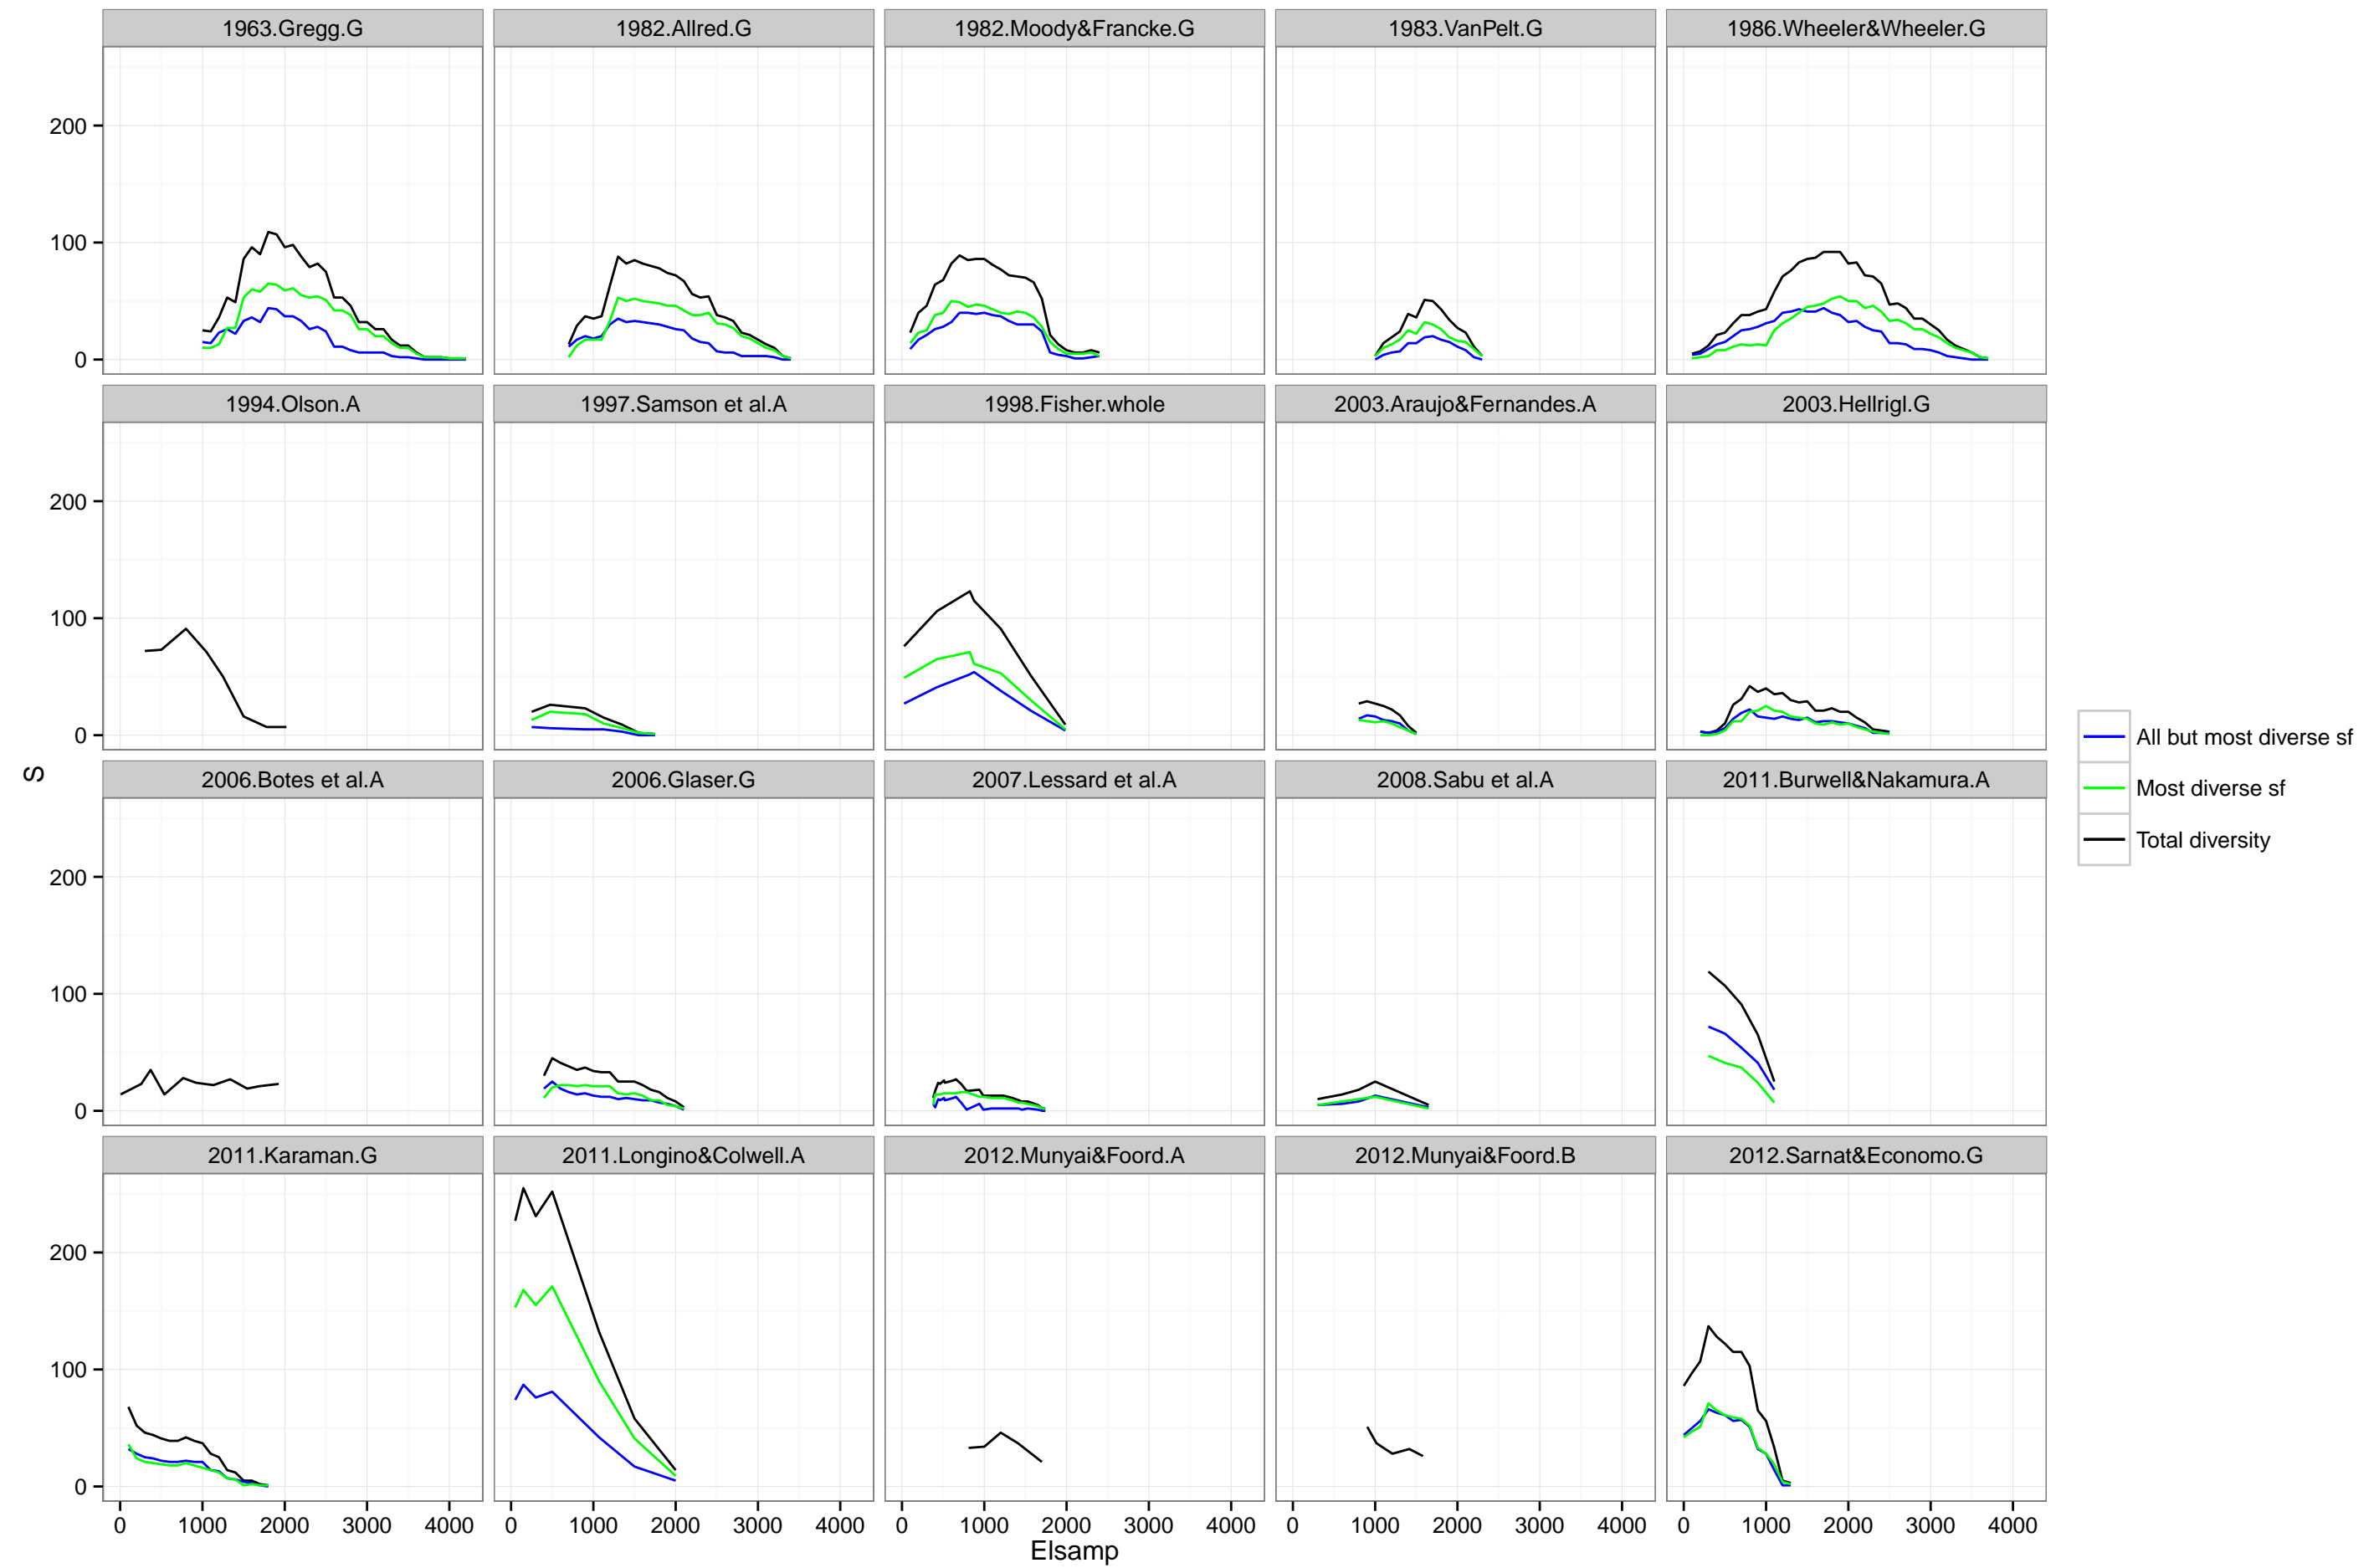 1963.Gregg.G 1982.Allred.G 1982.Moody&Francke.G 1983.VanPelt.G 1986.Wheeler&Wheeler.G
200
100
0
1994.Olson.A 1997.Samson et al.A 1998.Fisher.whole 2003.Araujo&Fernandes.A 2003.Hellrigl.G
200
100
0
2006.Botes et al.A 2006.Glaser.G 2007.Lessard et al.A 2008.Sabu et al.A 2011.Burwell&Nakamura.A
200
100
0
2011.Karaman.G 2011.Longino&Colwell.A 2012.Munyai&Foord.A 2012.Munyai&Foord.B 2012.Sarnat&Economo.G
200
100
0
0 1000 2000 3000 4000 0 1000 2000 3000 4000 0 1000 2000 3000 4000 0 1000 2000 3000 4000 0 1000 2000 3000 4000
Elsamp
S
All but most diverse sf
Most diverse sf
Total diversity